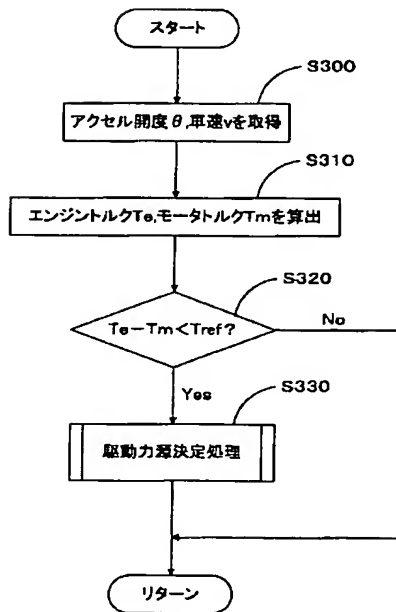 スタート
S300
アクセル開度θ,車速vを取得
S310
エンジントルクTe,モータトルクTmを算出
S320
Te－Tm＜Tref?
No
Yes
S330
駆動力源決定処理
リターン